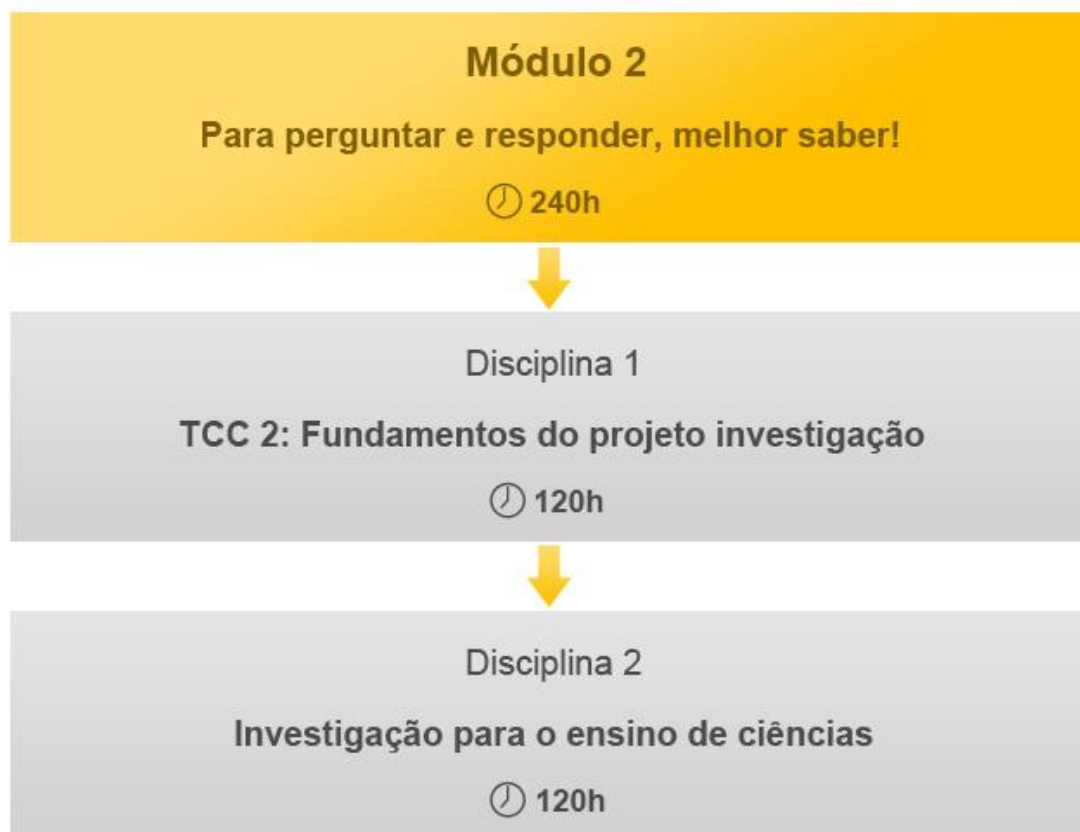 Módulo 2
Para perguntar e responder, melhor saber!
240h
Disciplina 1
TCC 2: Fundamentos do projeto investigação
120h
Disciplina 2
Investigação para o ensino de ciências
120h